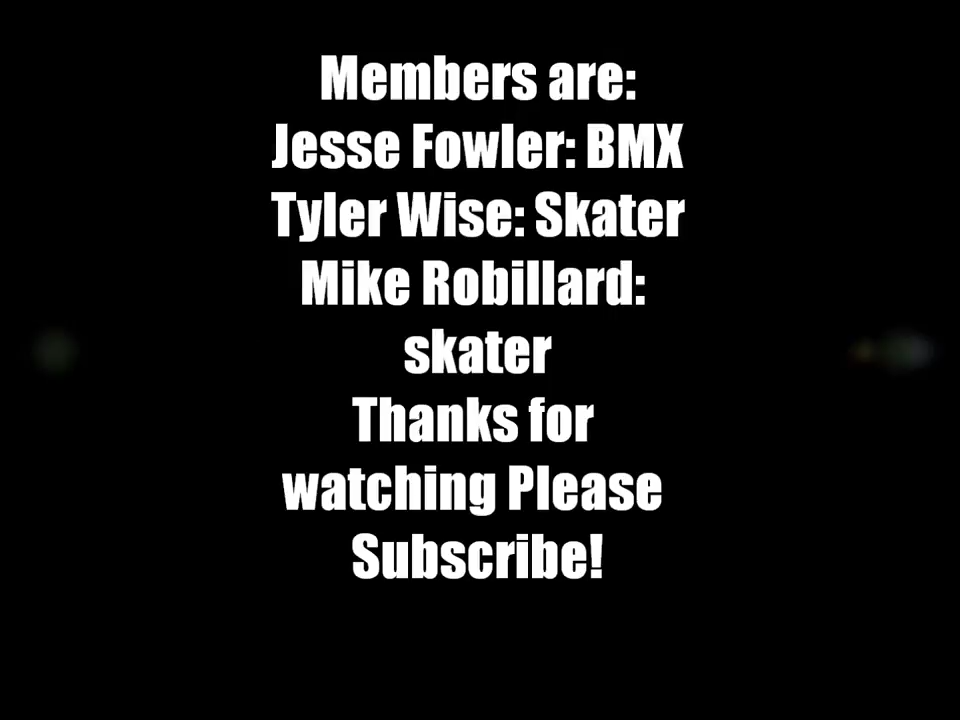 Members are:
Jesse Fowler: BMX
Tyler Wise: Skater
Mike Robillard:
skater
Thanks for
watching Please
Subscribe!